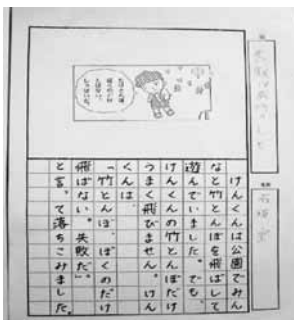 けんくんは公園でみん
なと竹とんぼを飛ばして
遊んでいました。でも、
けんくんの竹とんぼだけ
うまく飛びません。けん
くんは、
「竹とんぼ、ぼくのだけ
飛ばない。失敗だ。」
と言って落ちこみました。